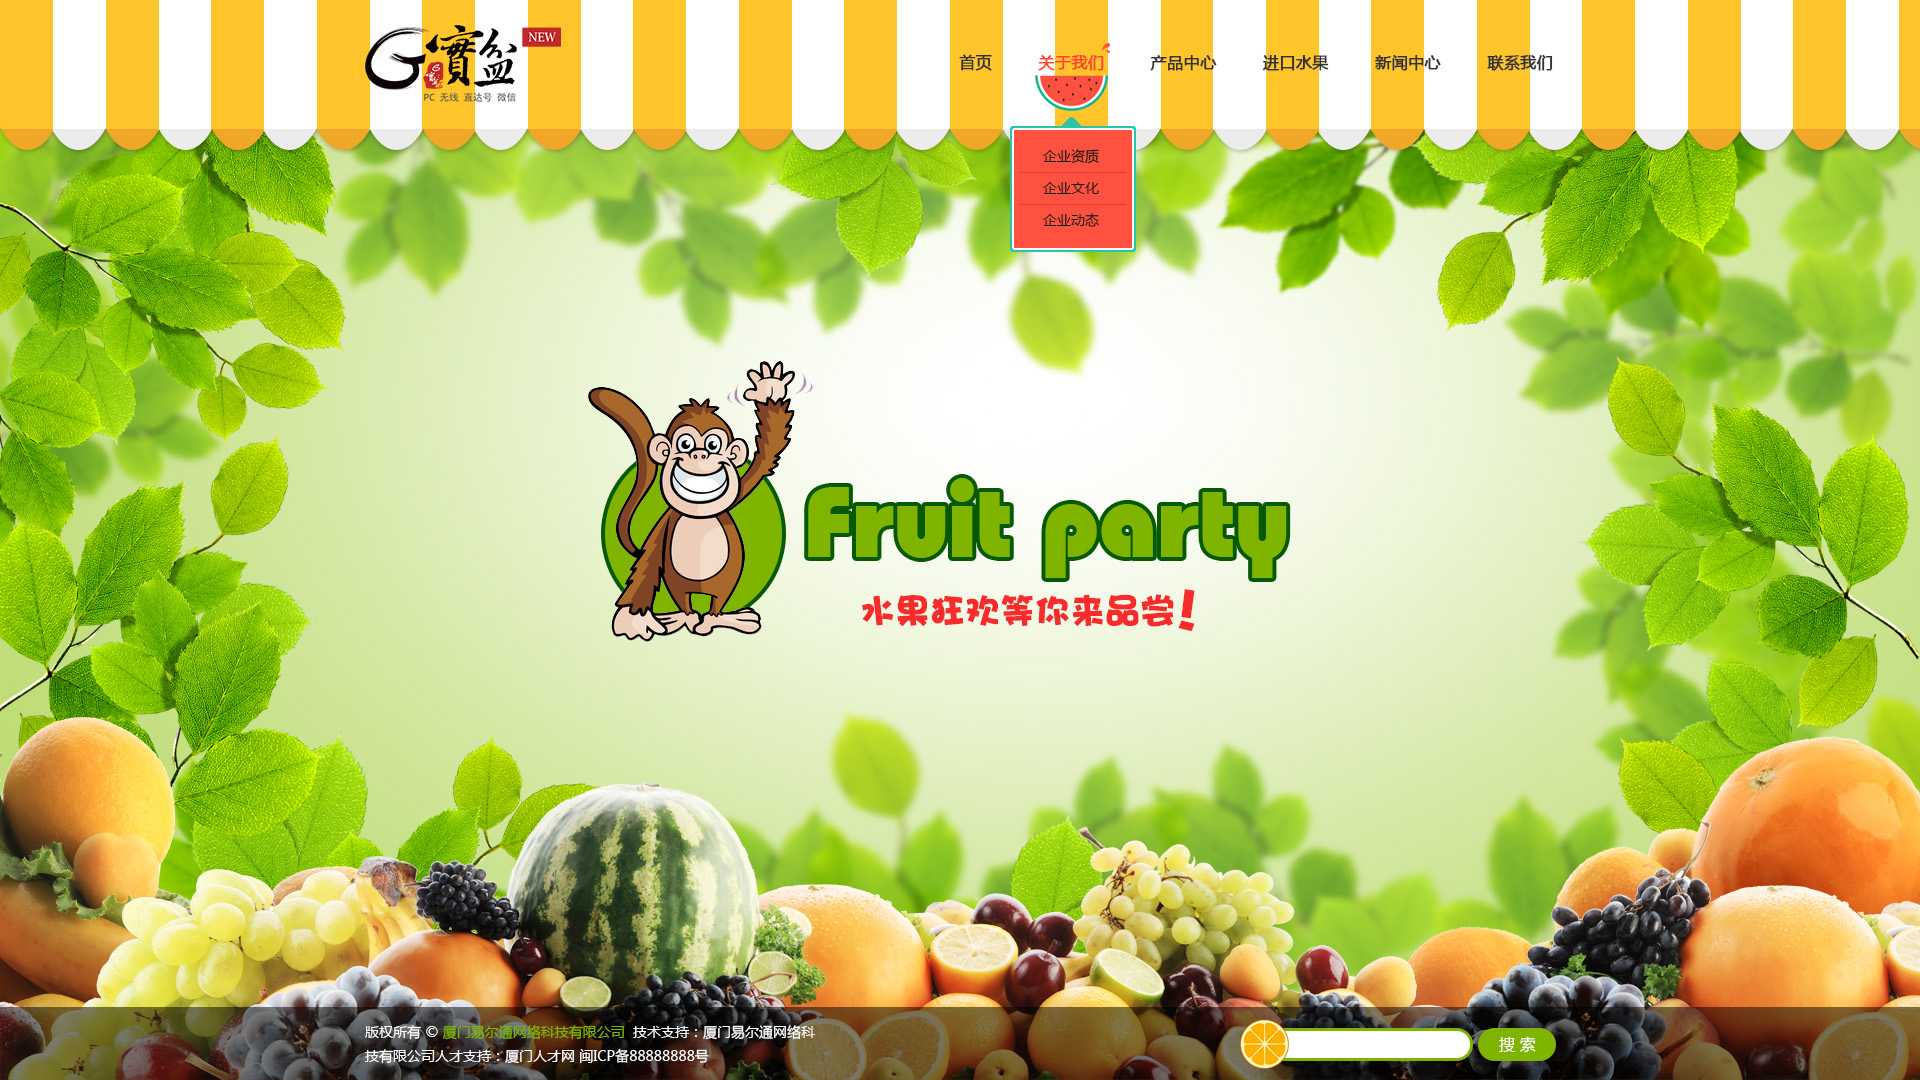 G實盆 NEW
PC 无线 直达号 微信
首页 关于我们 产品中心 进口水果 新闻中心 联系我们
企业资质
企业文化
企业动态
fruit party
水果狂欢等你来品尝!
版权所有 © 厦门易尔通网络科技有限公司 技术支持：厦门易尔通网络科
技有限公司人才支持：厦门人才网 闽ICP备88888888号
搜 索